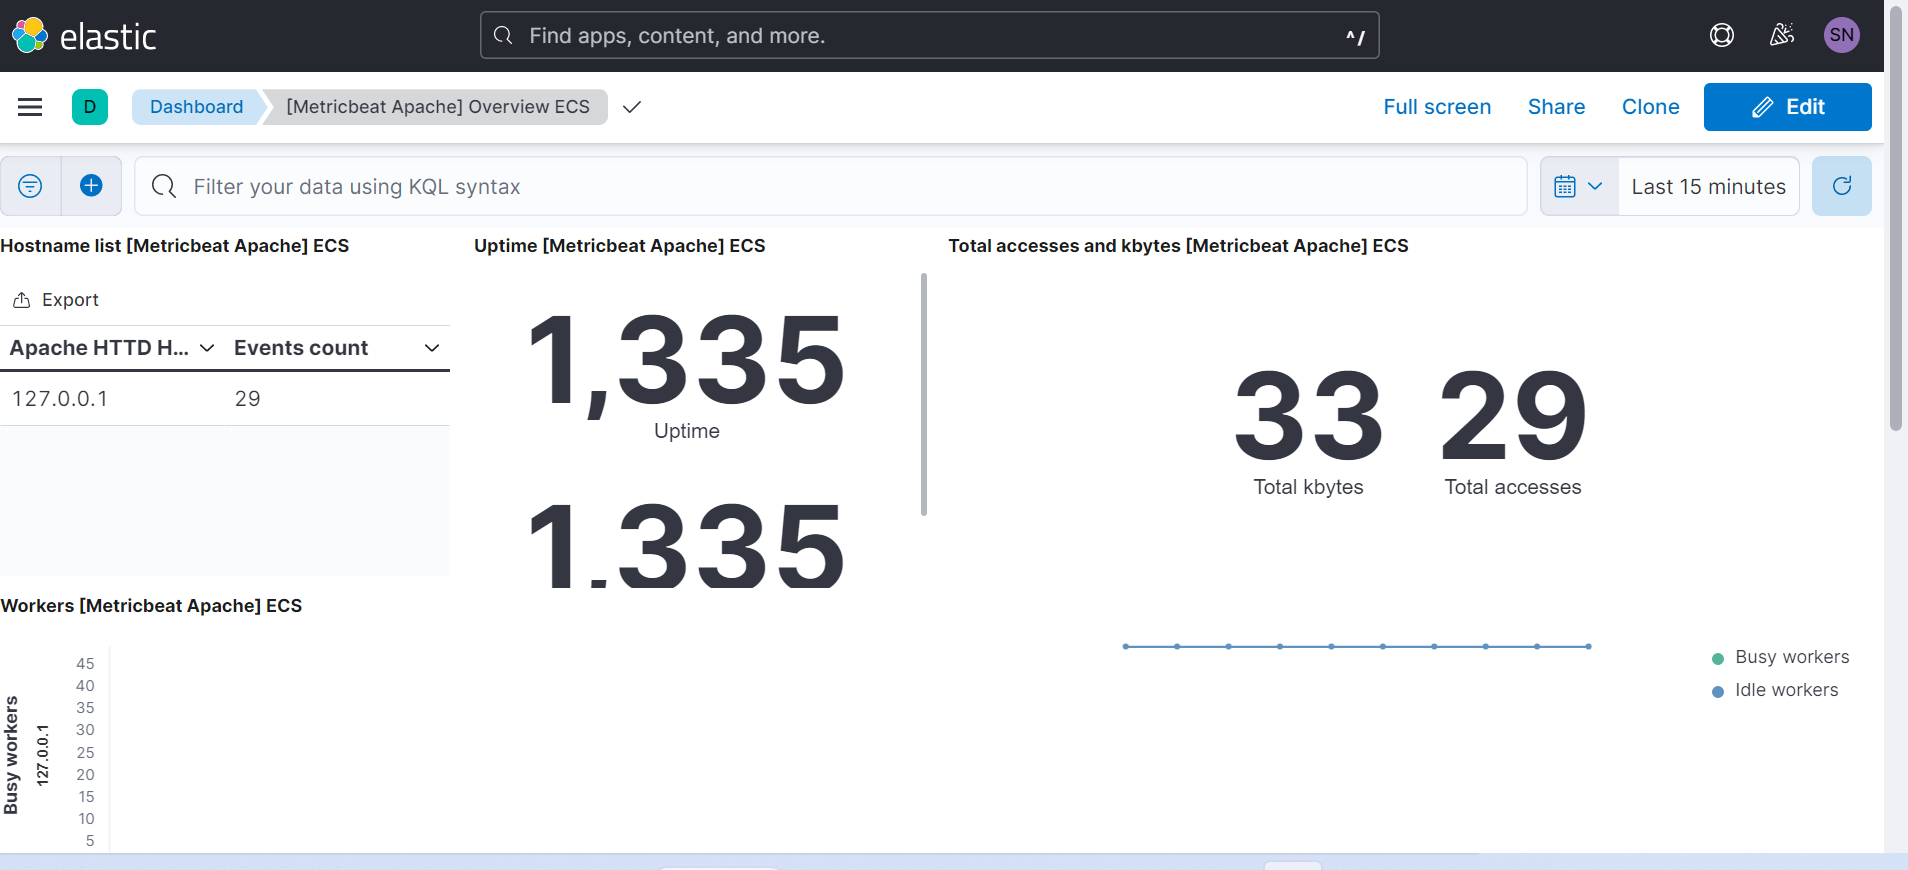 elastic
Find apps, content, and more.
^/
SN
D
Dashboard
[Metricbeat Apache] Overview ECS
Full screen
Share
Clone
Edit
Filter your data using KQL syntax
Last 15 minutes
Hostname list [Metricbeat Apache] ECS
Export
Apache HTTD H... Events count
127.0.0.1 29
Uptime [Metricbeat Apache] ECS
1,335
Uptime
1,335
Total accesses and kbytes [Metricbeat Apache] ECS
33 29
Total kbytes Total accesses
Workers [Metricbeat Apache] ECS
Busy workers
127.0.0.1
45
40
35
30
25
20
15
10
5
Busy workers
Idle workers